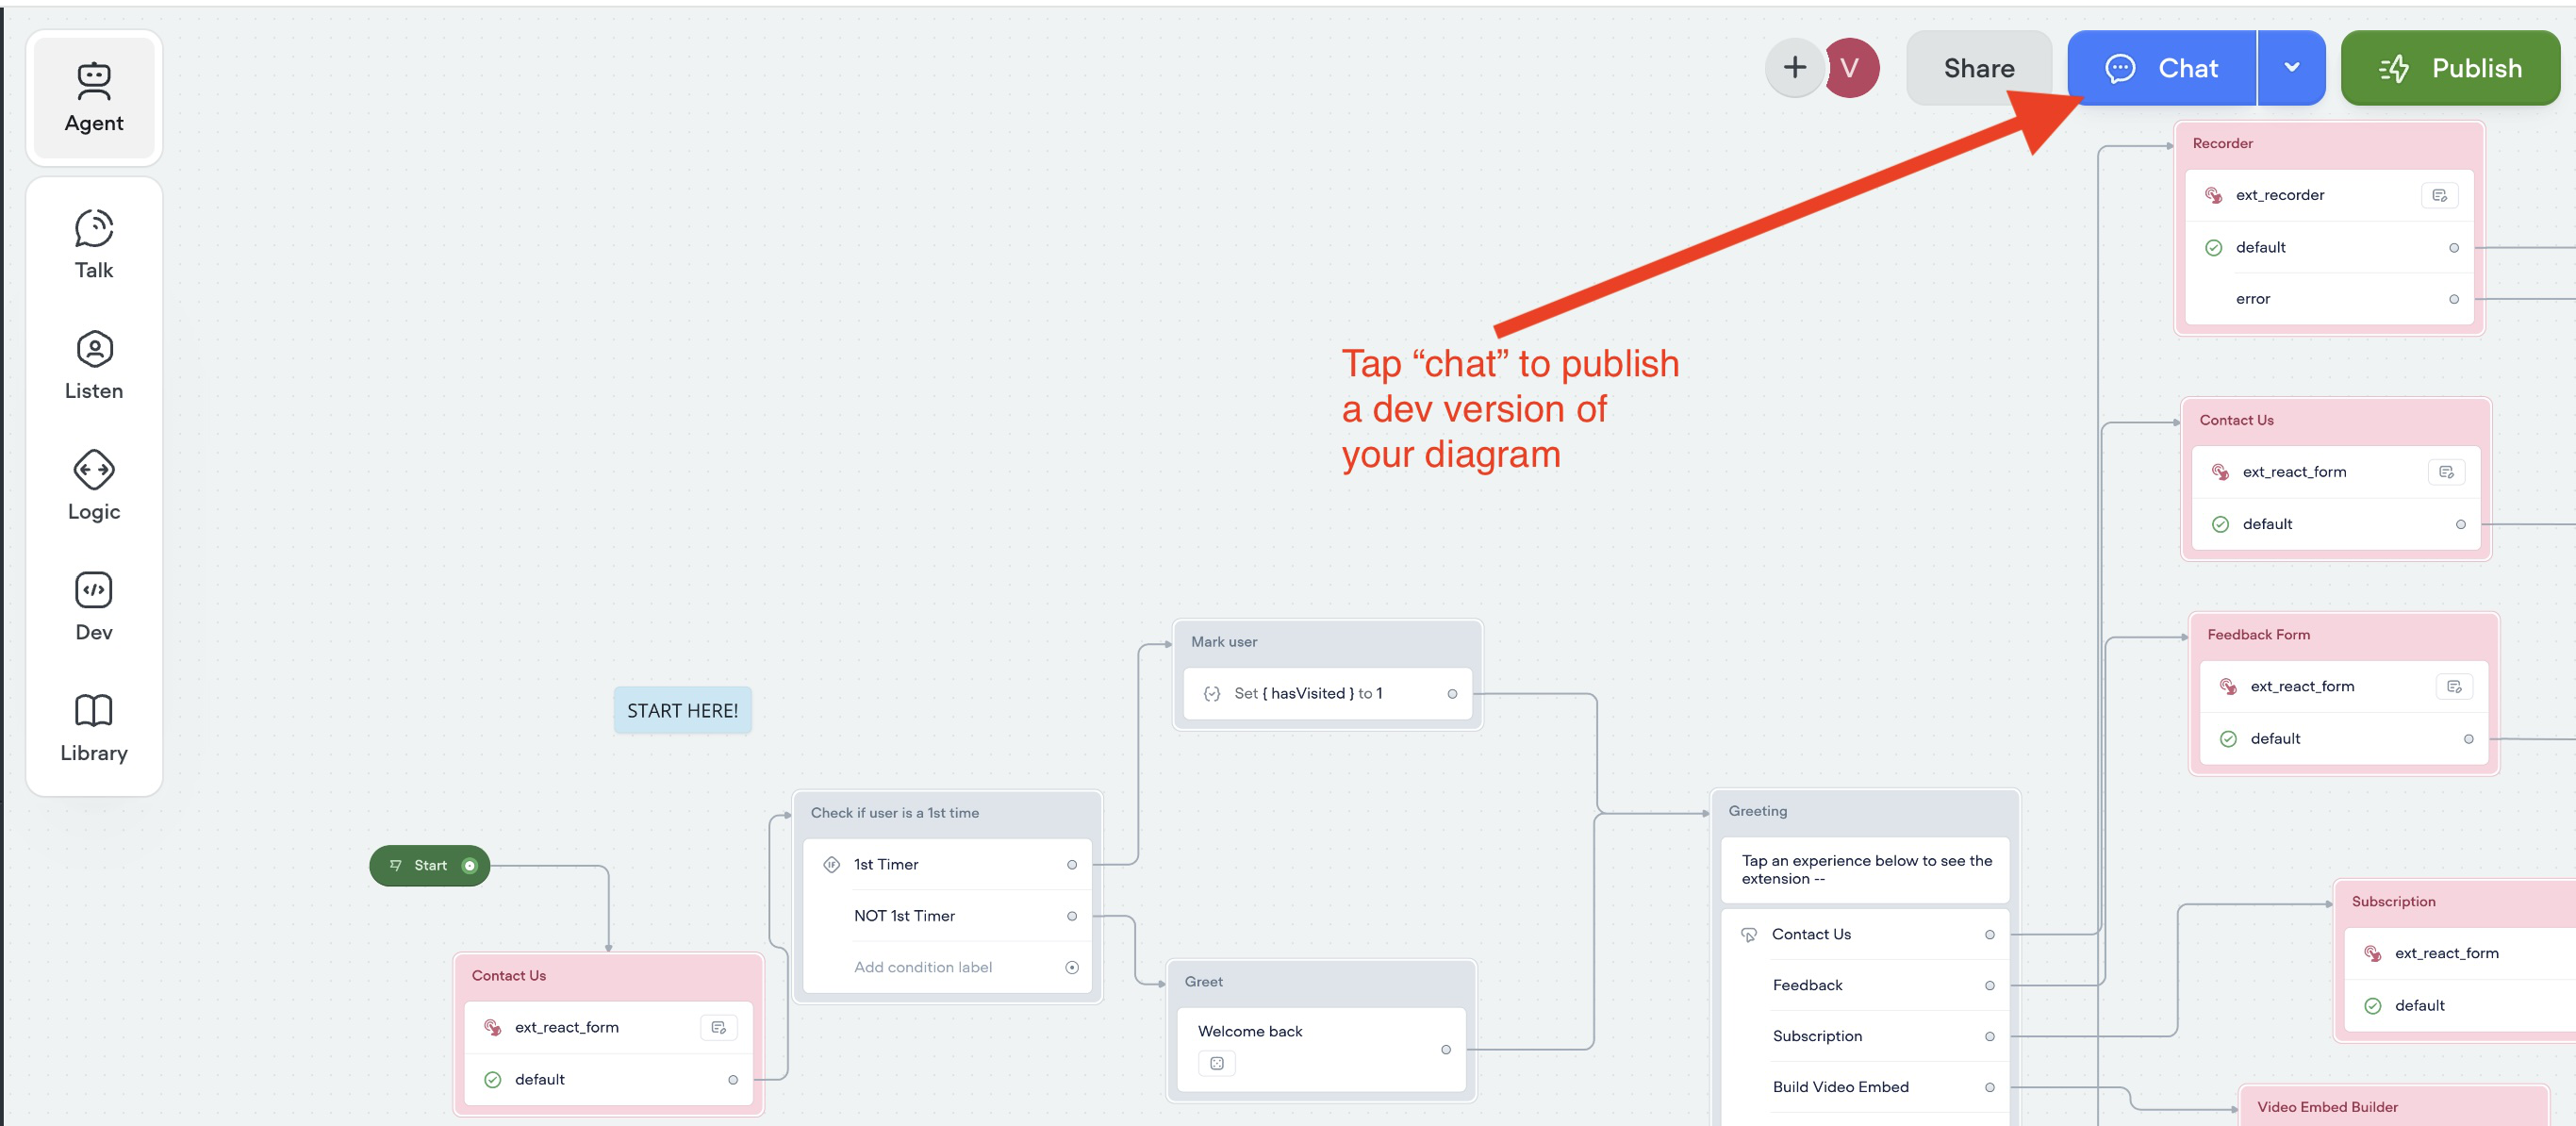 Agent
Talk
Listen
Logic
Dev
Library
V
Share
Chat
Publish
Tap “chat” to publish
a dev version of
your diagram
START HERE!
Start
Contact Us
ext_react_form
default
Check if user is a 1st time
1st Timer
NOT 1st Timer
Add condition label
Mark user
Set { hasVisited } to 1
Greet
Welcome back
Greeting
Tap an experience below to see the
extension --
Contact Us
Feedback
Subscription
Build Video Embed
Recorder
ext_recorder
default
error
Contact Us
ext_react_form
default
Feedback Form
ext_react_form
default
Subscription
ext_react_form
default
Video Embed Builder